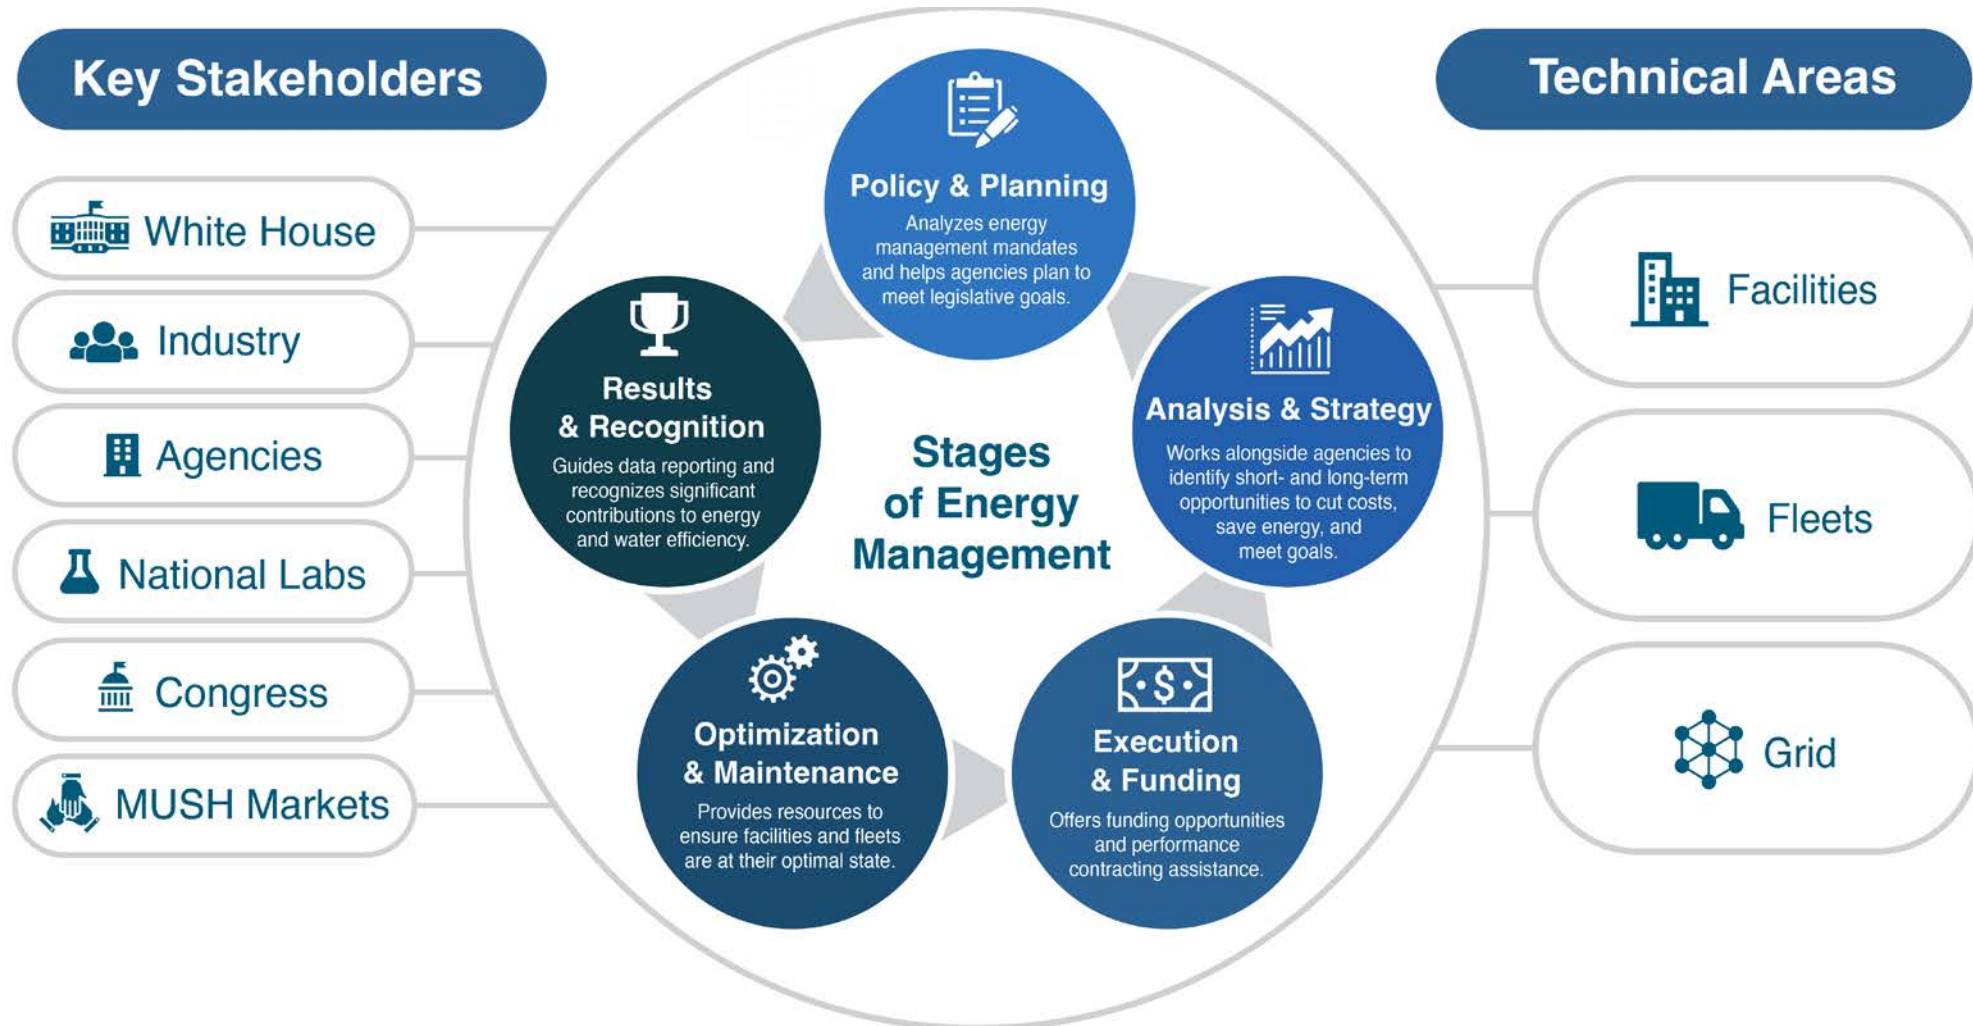 Key Stakeholders
White House
Industry
Agencies
National Labs
Congress
MUSH Markets
Policy & Planning
Analyzes energy
management mandates
and helps agencies plan to
meet legislative goals.
Analysis & Strategy
Works alongside agencies to
identify short- and long-term
opportunities to cut costs,
save energy, and
meet goals.
Execution
& Funding
Offers funding opportunities
and performance
contracting assistance.
Optimization
& Maintenance
Provides resources to
ensure facilities and fleets
are at their optimal state.
Results
& Recognition
Guides data reporting and
recognizes significant
contributions to energy
and water efficiency.
Stages
of Energy
Management
Technical Areas
Facilities
Fleets
Grid